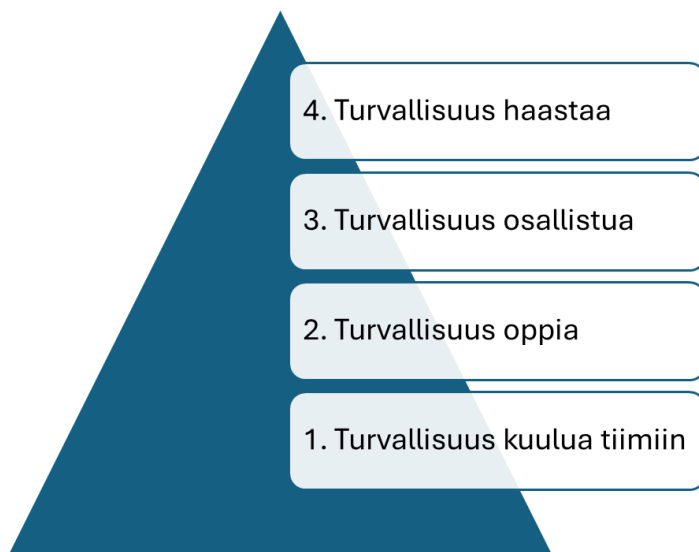 4. Turvallisuus haastaa
3. Turvallisuus osallistua
2. Turvallisuus oppia
1. Turvallisuus kuulua tiimiin